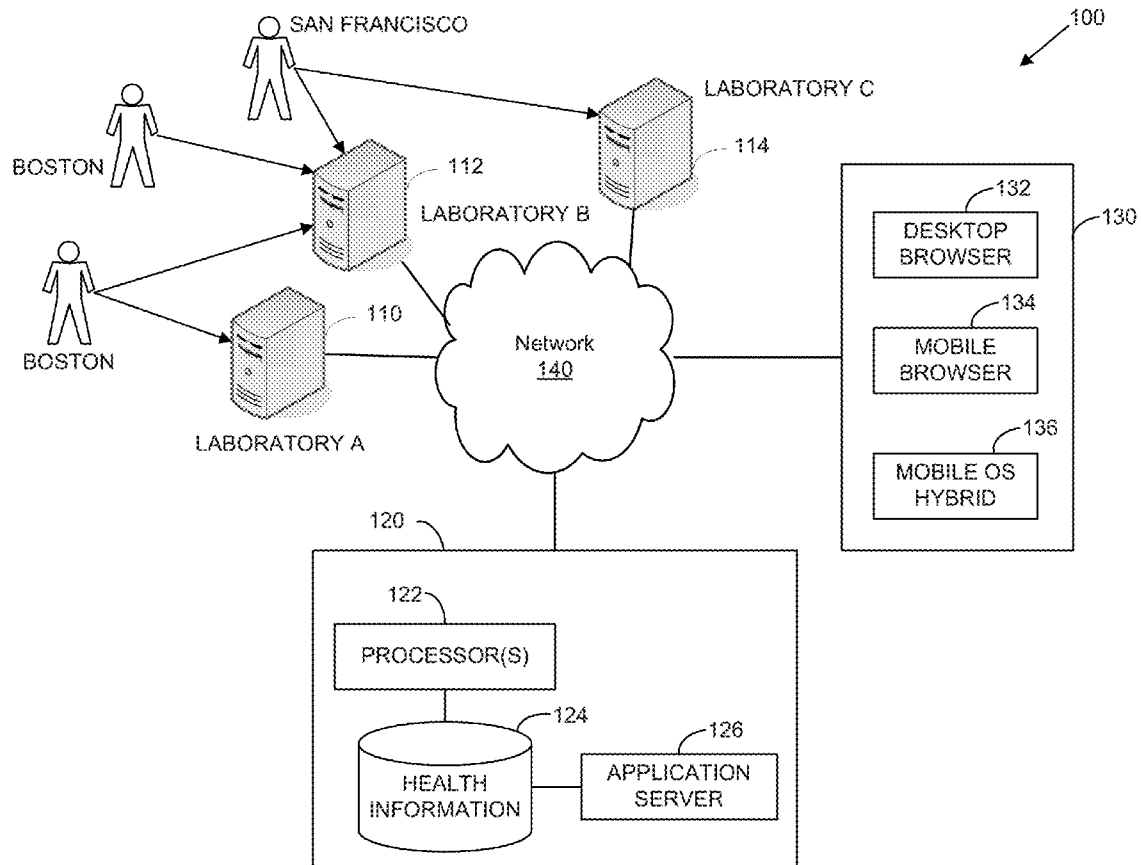 SAN FRANCISCO
100
LABORATORY C
114
BOSTON
112
LABORATORY B
130
132
DESKTOP
BROWSER
134
MOBILE
BROWSER
136
MOBILE OS
HYBRID
BOSTON
110
LABORATORY A
Network
140
120
122
PROCESSOR(S)
124
HEALTH
INFORMATION
126
APPLICATION
SERVER